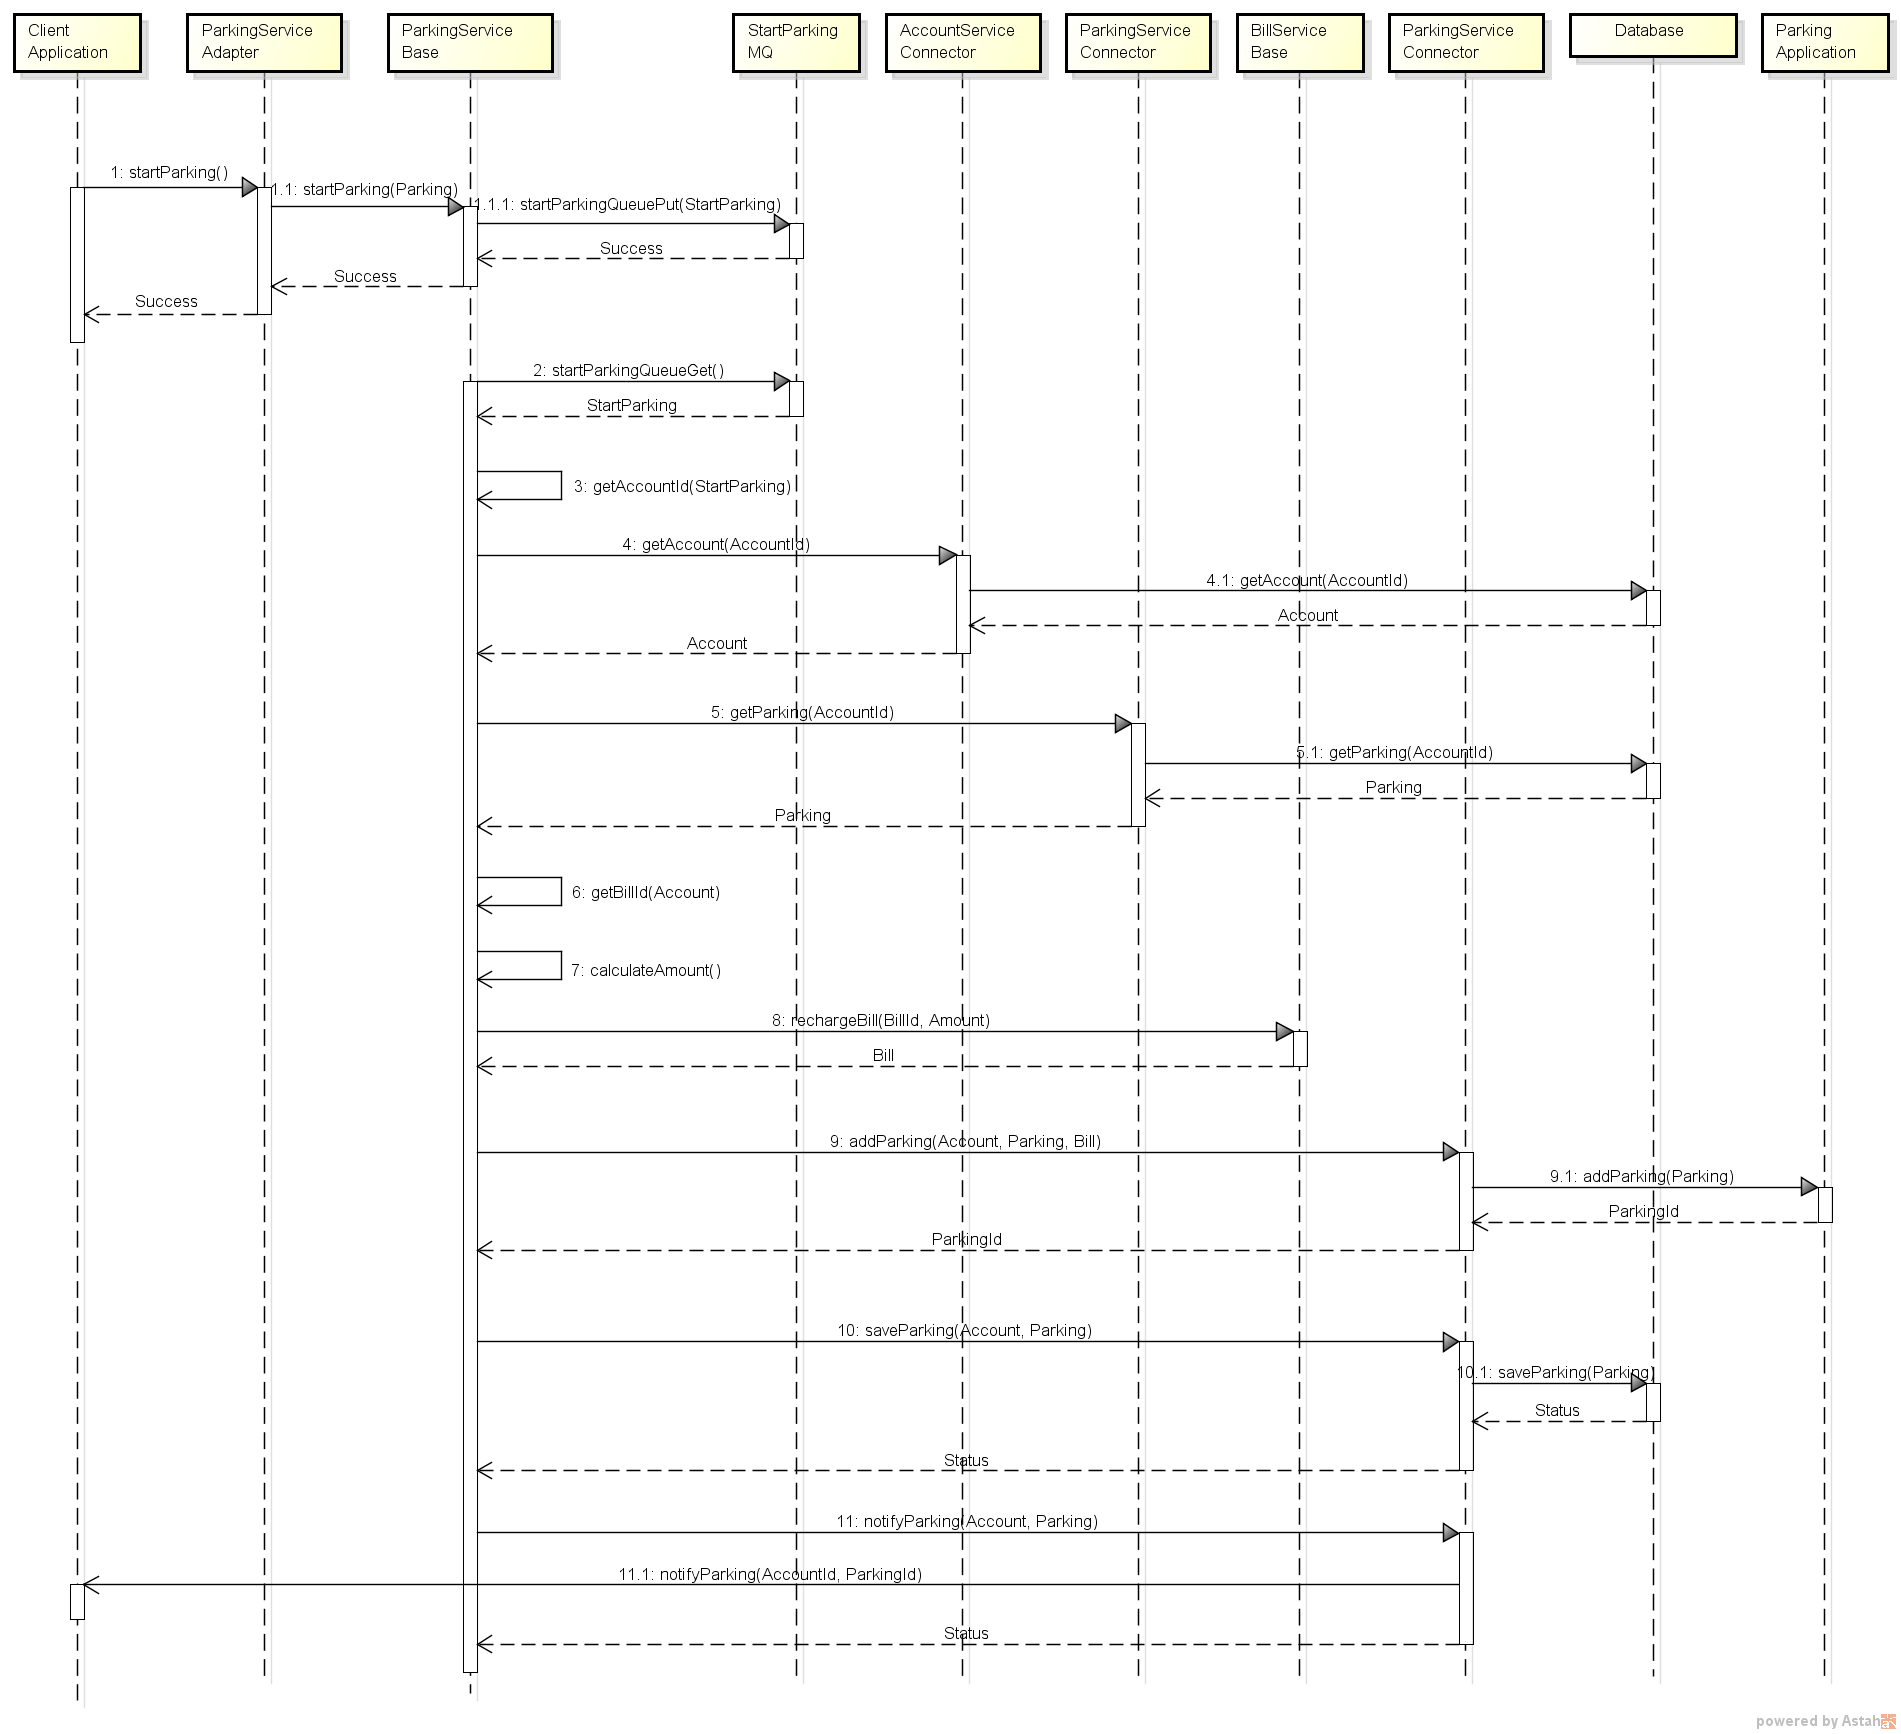 Client
Application
ParkingService
Adapter
ParkingService
Base
StartParking
MQ
AccountService
Connector
ParkingService
Connector
BillService
Base
ParkingService
Connector
Database
Parking
Application
1: startParking()
1.1: startParking(Parking)
1.1.1: startParkingQueuePut(StartParking)
Success
Success
Success
2: startParkingQueueGet()
StartParking
3: getAccountId(StartParking)
4: getAccount(AccountId)
4.1: getAccount(AccountId)
Account
Account
5: getParking(AccountId)
5.1: getParking(AccountId)
Parking
Parking
6: getBillId(Account)
7: calculateAmount()
8: rechargeBill(BillId, Amount)
Bill
9: addParking(Account, Parking, Bill)
9.1: addParking(Parking)
ParkingId
ParkingId
10: saveParking(Account, Parking)
10.1: saveParking(Parking)
Status
Status
11: notifyParking(Account, Parking)
11.1: notifyParking(AccountId, ParkingId)
Status
powered by Astah